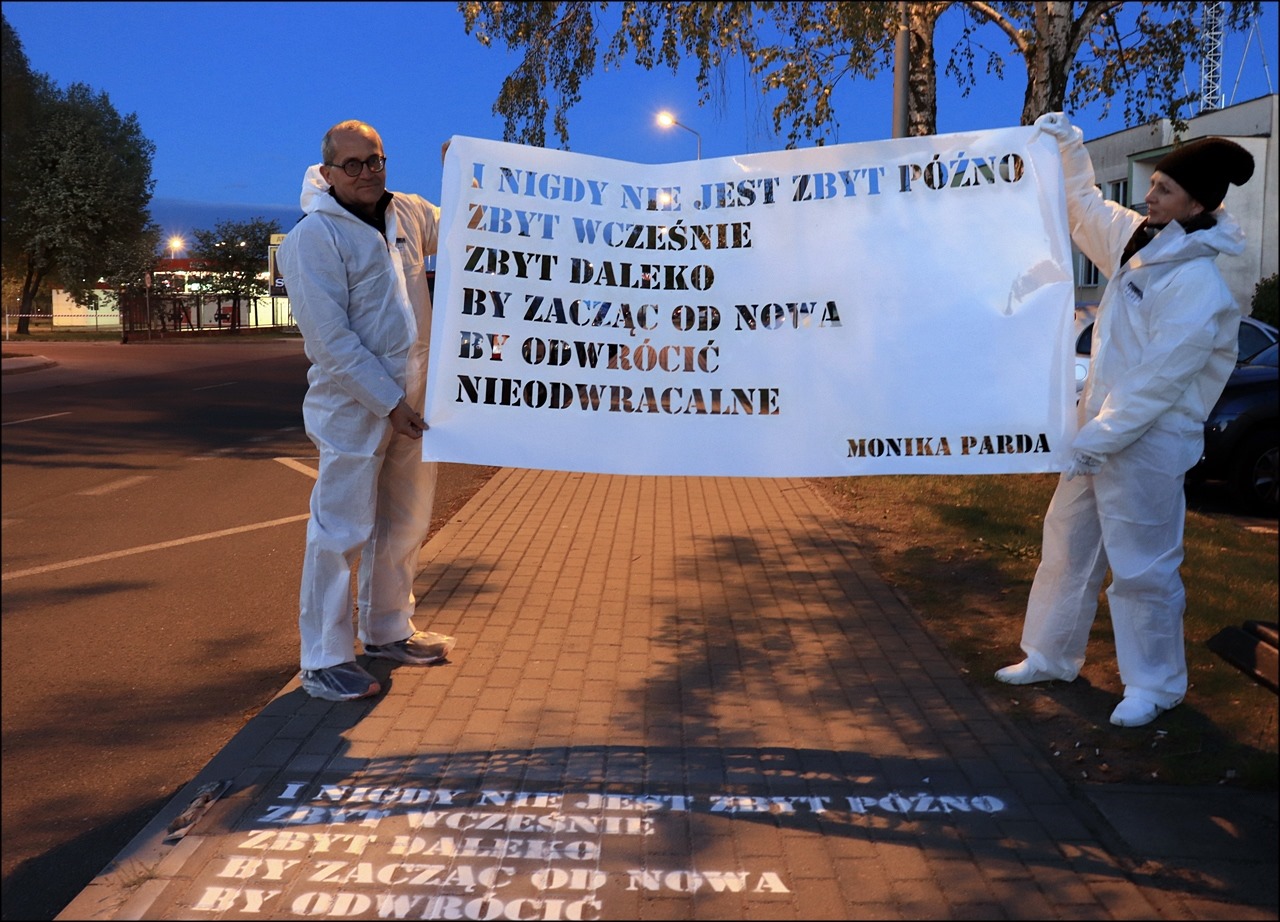 I NIGDY NIE JEST ZBYT PÓŹNO
ZBYT WCZEŚNIE
ZBYT DALEKO
BY ZACZĄC OD NOWA
BY ODWRÓCIĆ
NIEODWRACALNE
MONIKA PARDA
I NIGDY NIE JEST ZBYT PÓŹNO
ZBYT WCZEŚNIE
ZBYT DALEKO
BY ZACZĄC OD NOWA
BY ODWRÓCIĆ